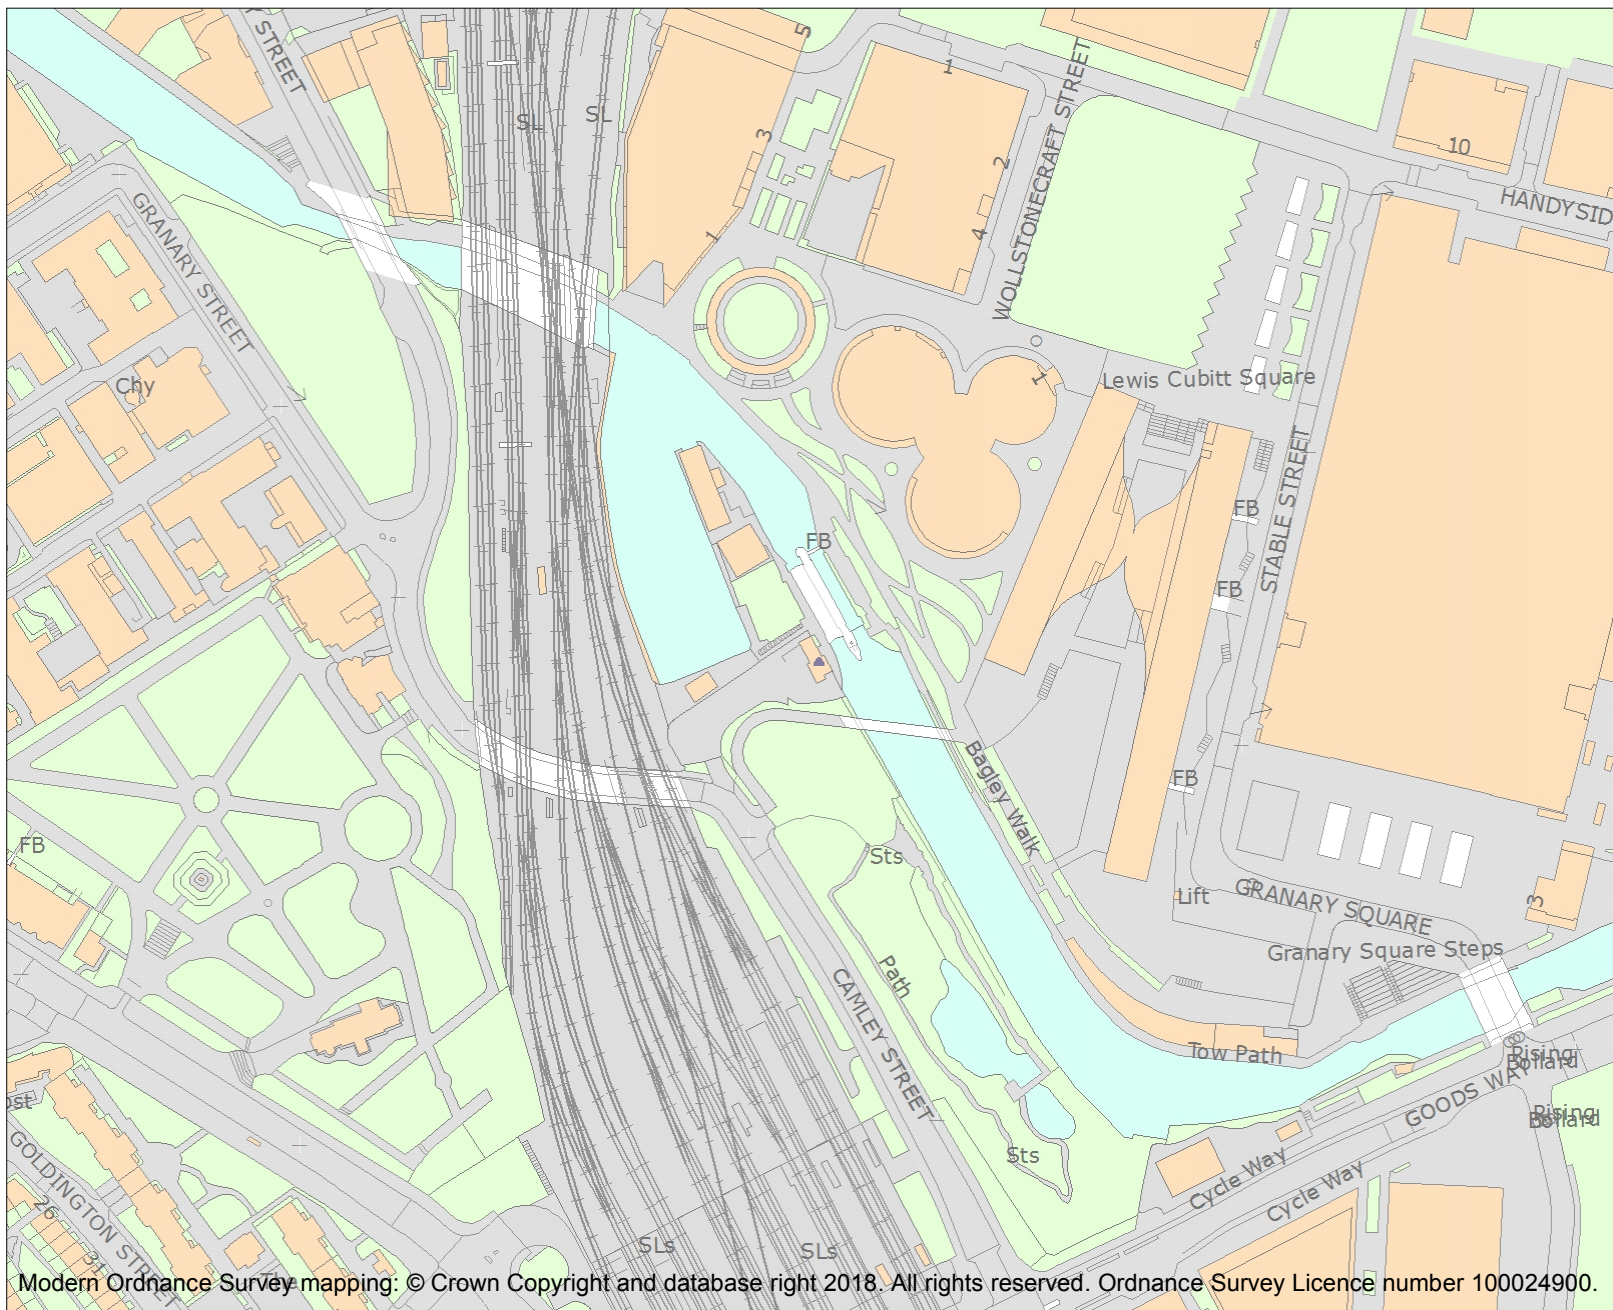 Y STREET
5
1
WOLLSTONECRAFT STREET
SL
SL
3
2
10
HANDYSID
GRANARY STREET
1
4
Chy
1
Lewis Cubitt Square
STABLE STREET
FB
FB
FB
Bagley Walk
FB
FB
Sts
Lift
GRANARY SQUARE
3
Granary Square Steps
Path
CAMLEY STREET
Tow Path
Rising
Bollard
GOODS WAY
Rising
Bollard
ost
GOLDINGTON STREET
26
31
Sts
Cycle Way
Cycle Way
SLs
SLs
The
Modern Ordnance Survey mapping: © Crown Copyright and database right 2018. All rights reserved. Ordnance Survey Licence number 100024900.